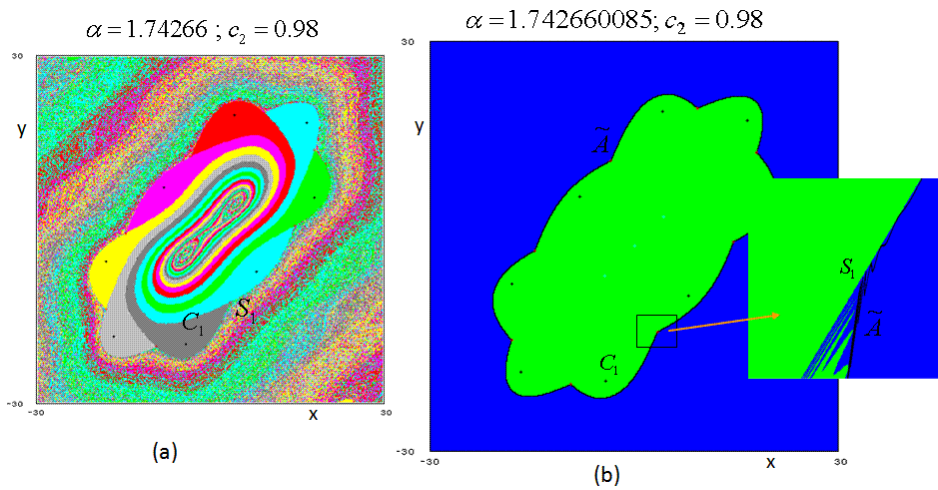 α = 1.74266 ; c₂ = 0.98
30
y
C₁
S₁
-30
-30
x
30
(a)
α = 1.742660085; c₂ = 0.98
30
y
Ã
S₁
Ã
C₁
-30
-30
x
30
(b)